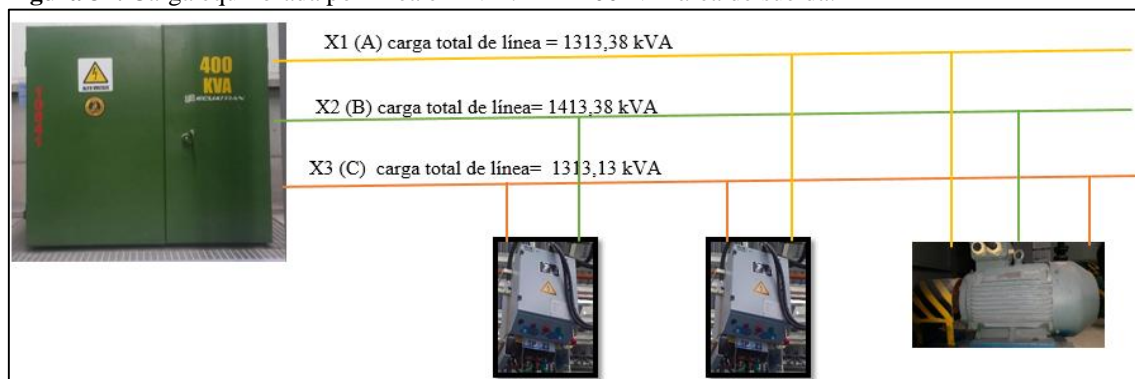 X1 (A) carga total de línea = 1313,38 kVA
400
KVA
ECUATRAN
X2 (B) carga total de línea= 1413,38 kVA
X3 (C) carga total de línea= 1313,13 kVA